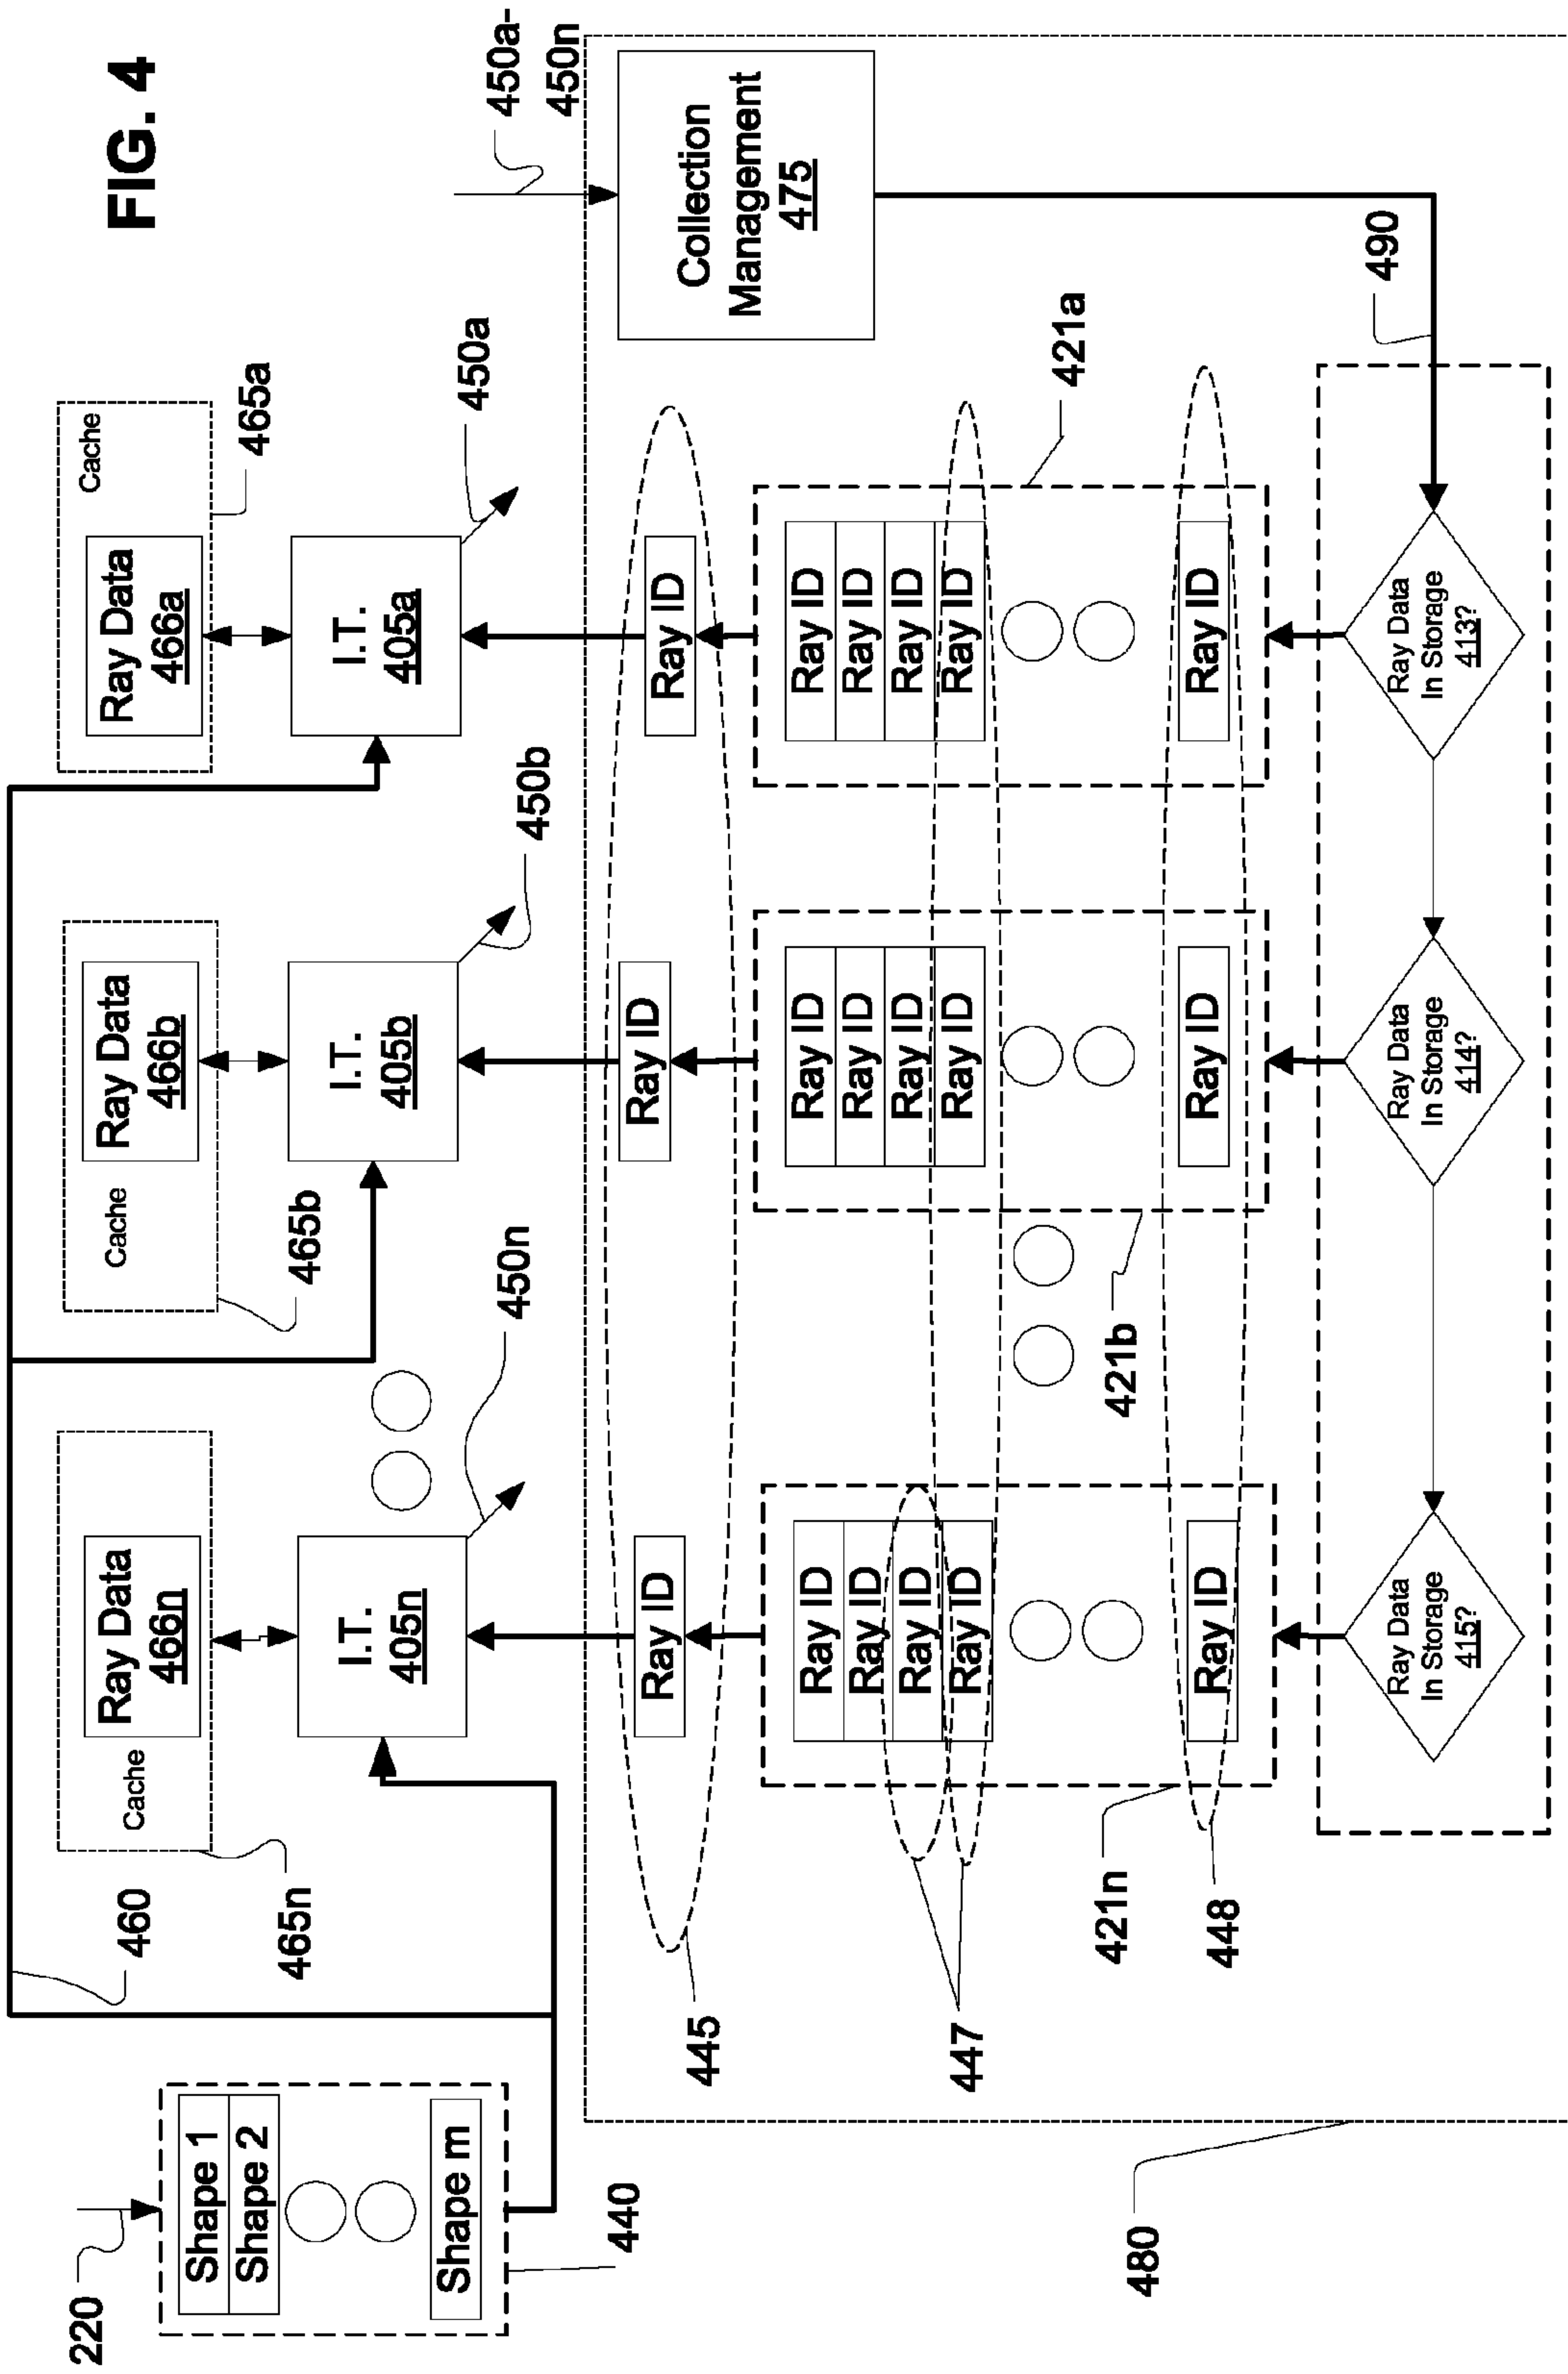 FIG. 4
220
Shape 1
Shape 2
Shape m
440
460
Cache
Ray Data
466n
465n
I.T.
405n
450n
Cache
Ray Data
466b
465b
I.T.
405b
450b
Cache
Ray Data
466a
465a
I.T.
405a
450a
450a-
450n
Collection
Management
475
445
Ray ID
Ray ID
Ray ID
447
Ray ID
Ray ID
Ray ID
Ray ID
Ray ID
421n
448
Ray ID
Ray ID
Ray ID
Ray ID
Ray ID
421b
Ray ID
Ray ID
Ray ID
Ray ID
Ray ID
421a
490
480
Ray Data
In Storage
415?
Ray Data
In Storage
414?
Ray Data
In Storage
413?